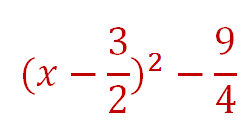 (x − 3/2)² − 9/4